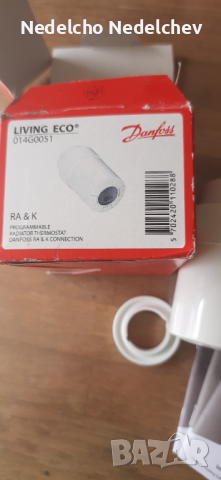 Nedelcho Nedelchev
LIVING ECO®
014G0051
Danfoss
RA & K
PROGRAMMABLE
RADIATOR THERMOSTAT
DANFOSS RA & K CONNECTION
5 702420 110288
BAZAR